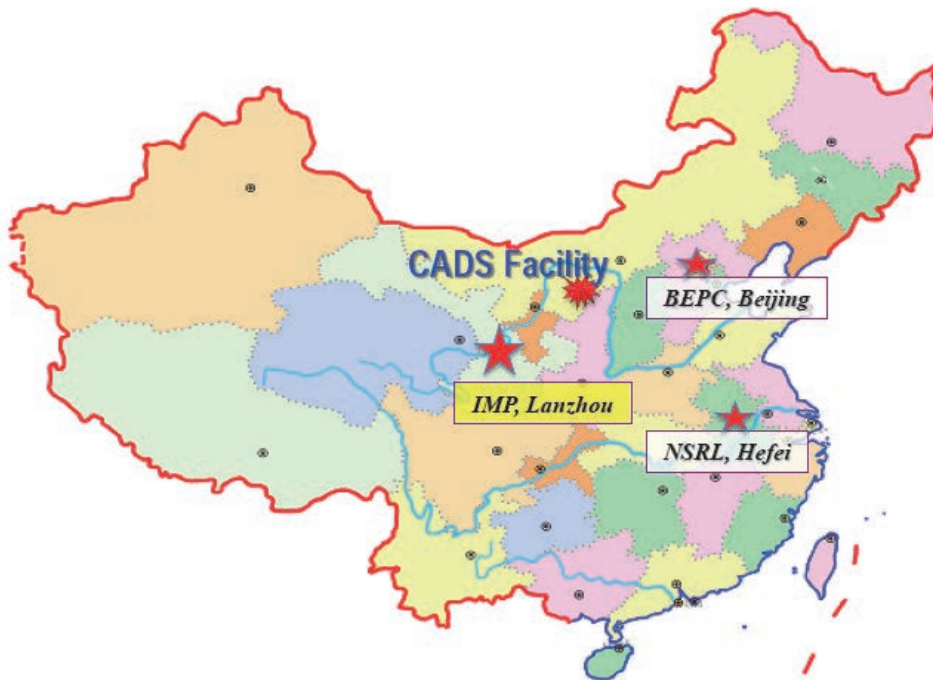 CADS Facility
BEPC, Beijing
IMP, Lanzhou
NSRL, Hefei